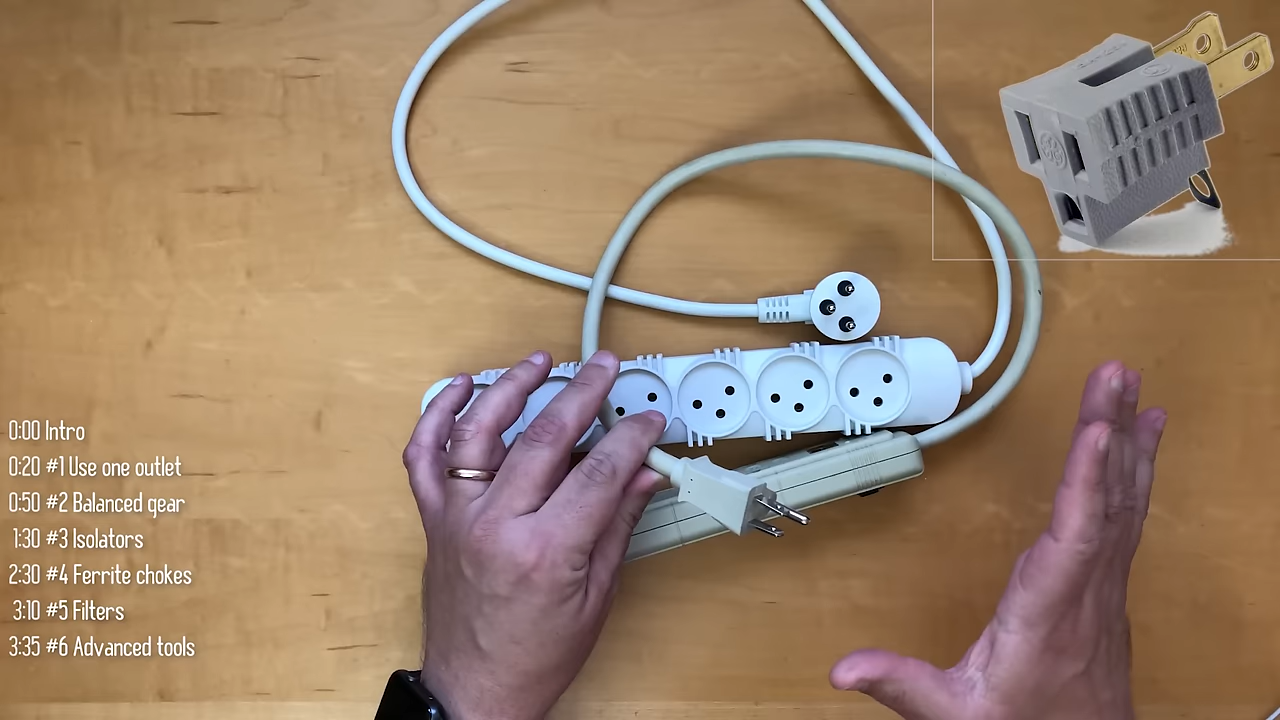 0:00 Intro
0:20 #1 Use one outlet
0:50 #2 Balanced gear
1:30 #3 Isolators
2:30 #4 Ferrite chokes
3:10 #5 Filters
3:35 #6 Advanced tools